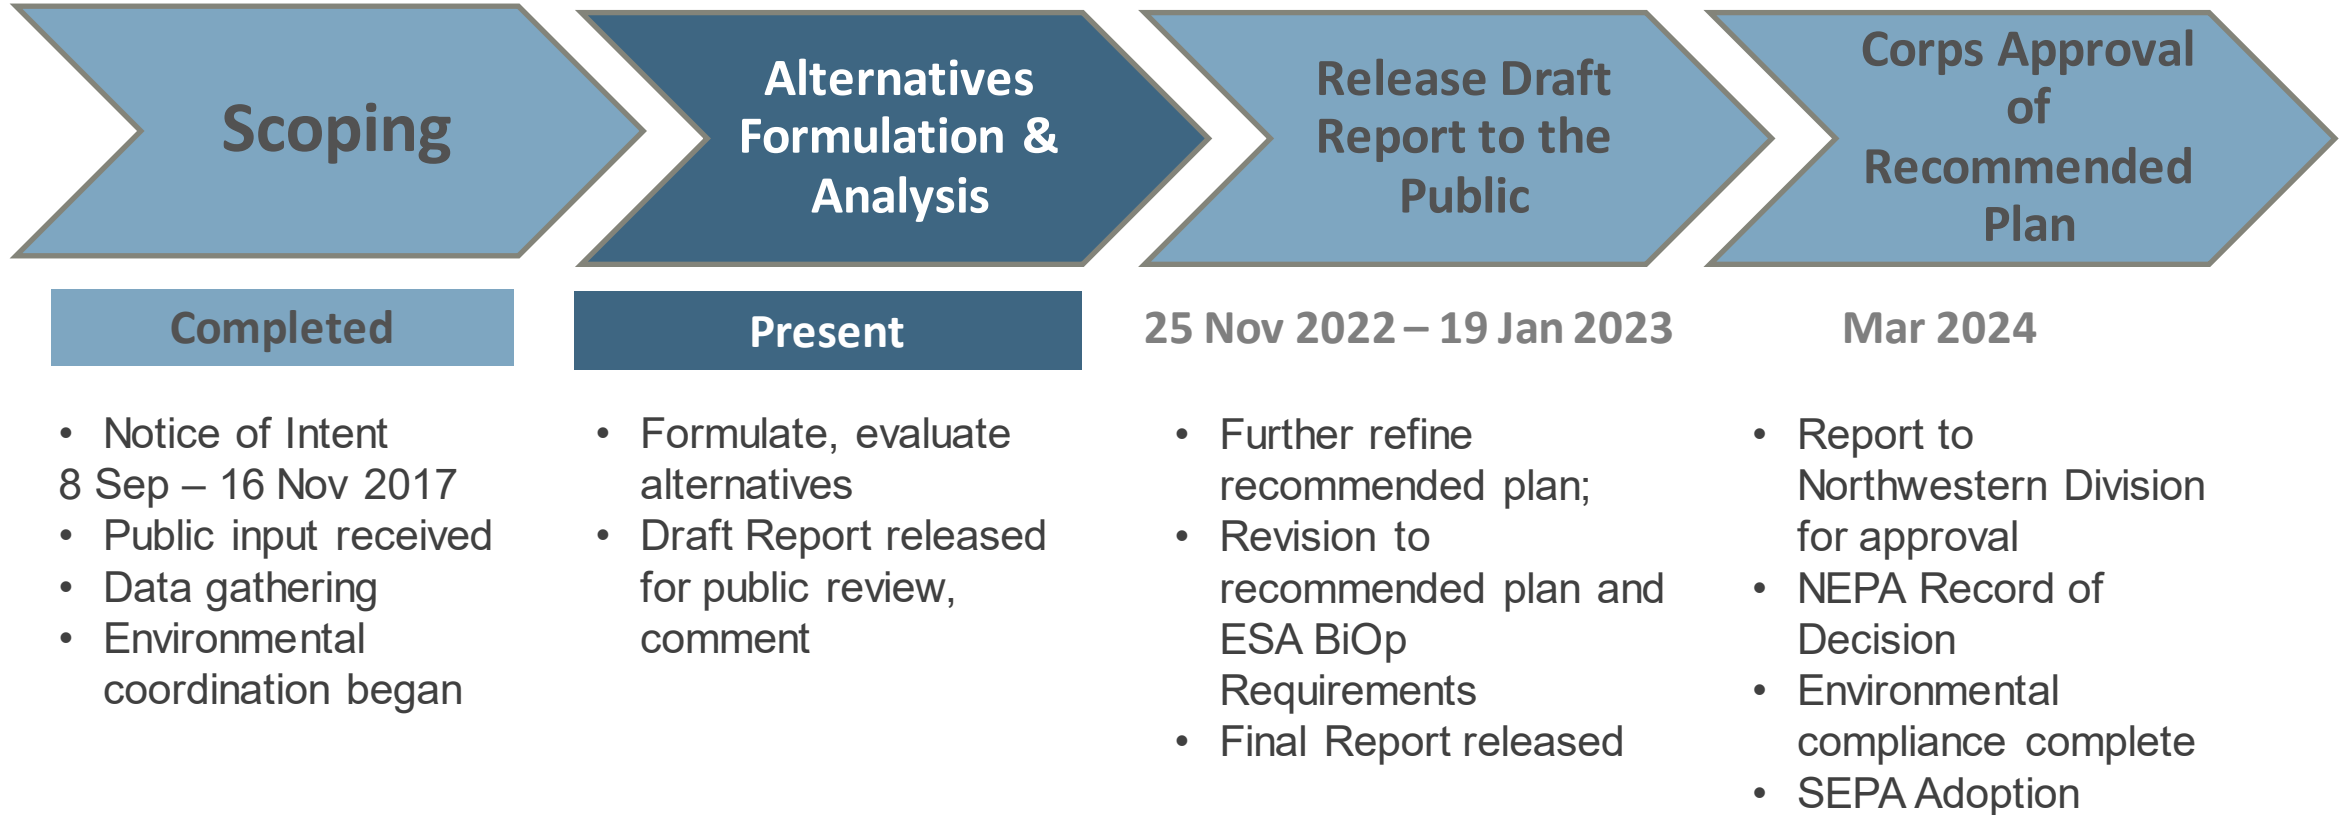 Scoping
Alternatives
Formulation &
Analysis
Release Draft
Report to the
Public
Corps Approval
of
Recommended
Plan
Completed
Present
25 Nov 2022 – 19 Jan 2023
Mar 2024
• Notice of Intent
8 Sep – 16 Nov 2017
• Public input received
• Data gathering
• Environmental
coordination began
• Formulate, evaluate
alternatives
• Draft Report released
for public review,
comment
• Further refine
recommended plan;
• Revision to
recommended plan and
ESA BiOp
Requirements
• Final Report released
• Report to
Northwestern Division
for approval
• NEPA Record of
Decision
• Environmental
compliance complete
• SEPA Adoption